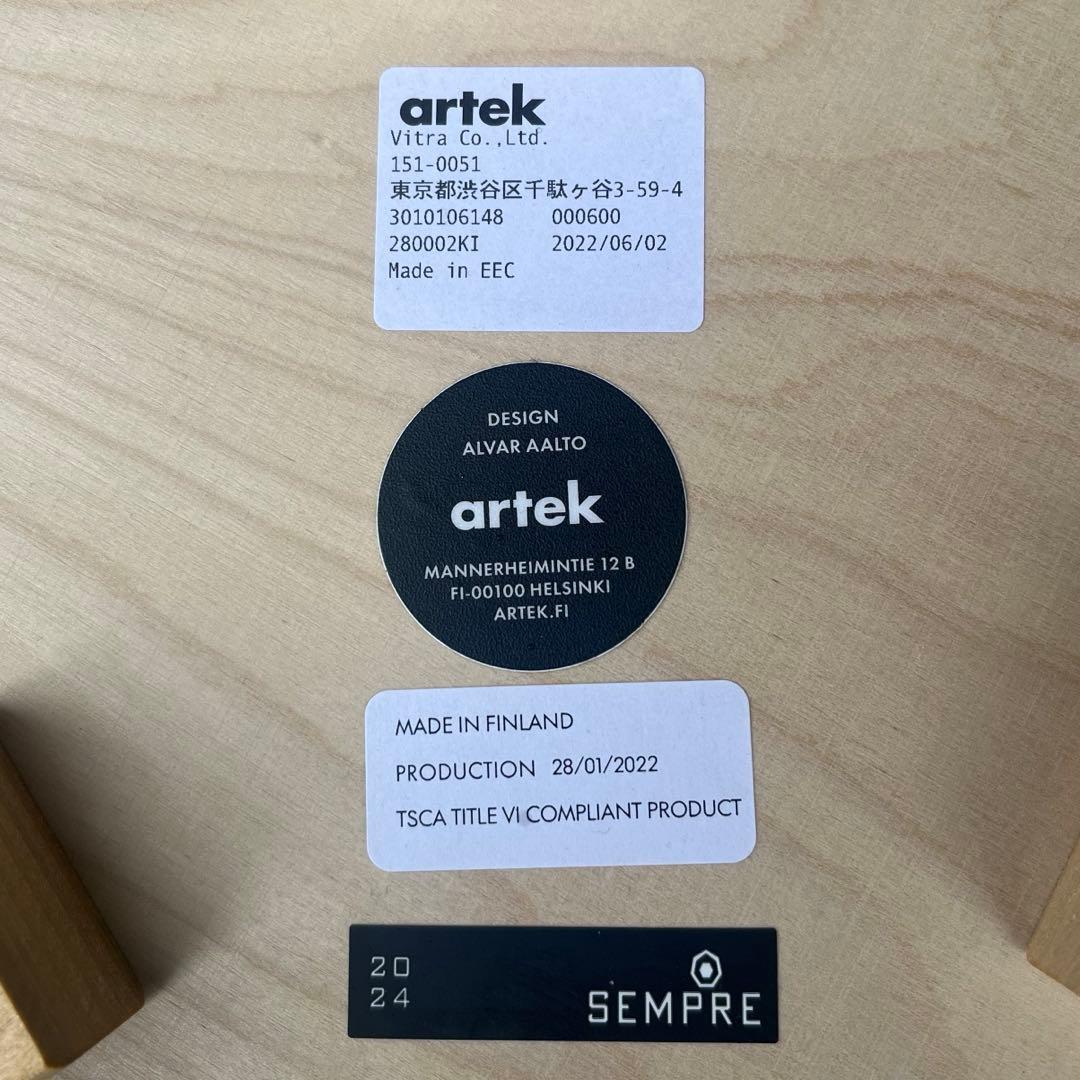 artek
Vitra Co.,Ltd.
151-0051
東京都渋谷区千駄ヶ谷3-59-4
3010106148 000600
280002KI 2022/06/02
Made in EEC
DESIGN
ALVAR AALTO
artek
MANNERHEIMINTIE 12 B
FI-00100 HELSINKI
ARTEK.FI
MADE IN FINLAND
PRODUCTION 28/01/2022
TSCA TITLE VI COMPLIANT PRODUCT
20
24
SEMPRE